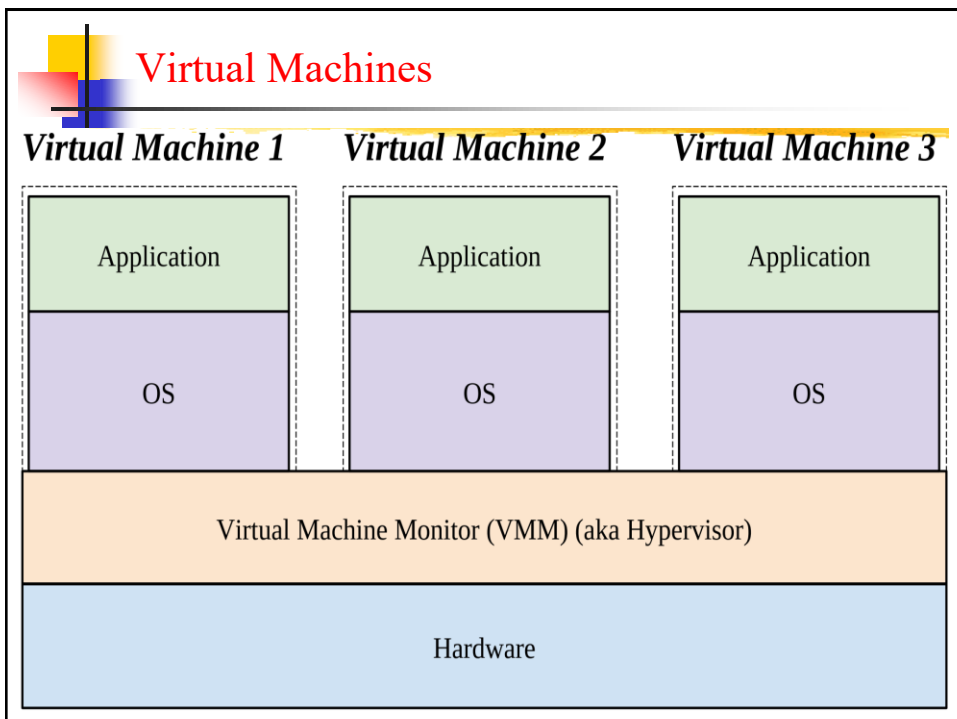 Virtual Machines
Virtual Machine 1
Virtual Machine 2
Virtual Machine 3
Application
Application
Application
OS
OS
OS
Virtual Machine Monitor (VMM) (aka Hypervisor)
Hardware